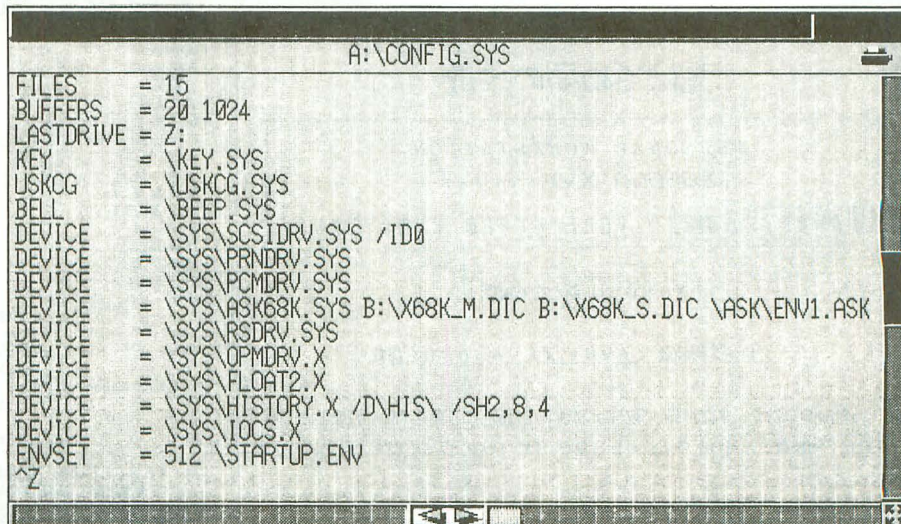 A:\CONFIG.SYS
FILES = 15
BUFFERS = 20 1024
LASTDRIVE = Z:
KEY = \KEY.SYS
USKCG = \USKCG.SYS
BELL = \BEEP.SYS
DEVICE = \SYS\SCSIDRV.SYS /ID0
DEVICE = \SYS\PRNDRV.SYS
DEVICE = \SYS\PCMDRV.SYS
DEVICE = \SYS\ASK68K.SYS B:\X68K_M.DIC B:\X68K_S.DIC \ASK\ENV1.ASK
DEVICE = \SYS\RSDRV.SYS
DEVICE = \SYS\OPMDRV.X
DEVICE = \SYS\FLOAT2.X
DEVICE = \SYS\HISTORY.X /D\HIS\ /SH2,8,4
DEVICE = \SYS\IOCS.X
ENVSET = 512 \STARTUP.ENV
^Z